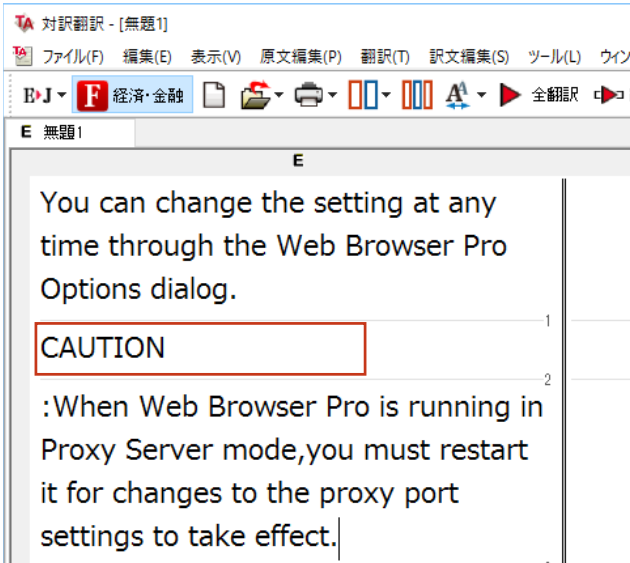 TA 対訳翻訳 - [無題1]
ファイル(F) 編集(E) 表示(V) 原文編集(P) 翻訳(T) 訳文編集(S) ツール(L)
E▸J F 経済・金融 全翻訳
E 無題1
E
You can change the setting at any
time through the Web Browser Pro
Options dialog.
1
CAUTION
2
:When Web Browser Pro is running in
Proxy Server mode,you must restart
it for changes to the proxy port
settings to take effect.